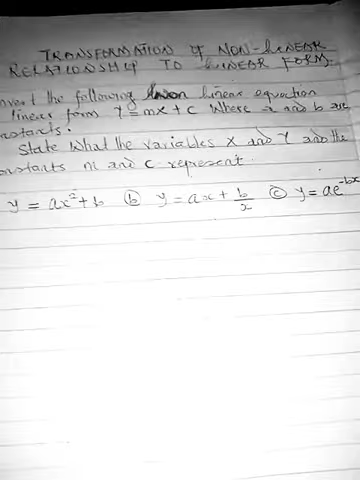 TRANSFORMATION OF NON-LINEAR
RELATIONSHIP TO LINEAR FORM.
nvert the following linear equation
linear form Y = mx + c Where a and b are
nstants.
State What the variables X and Y and the
onstants m and c represent.
y = ax² + b (b) y = ax + b/x (c) y = ae^-bx